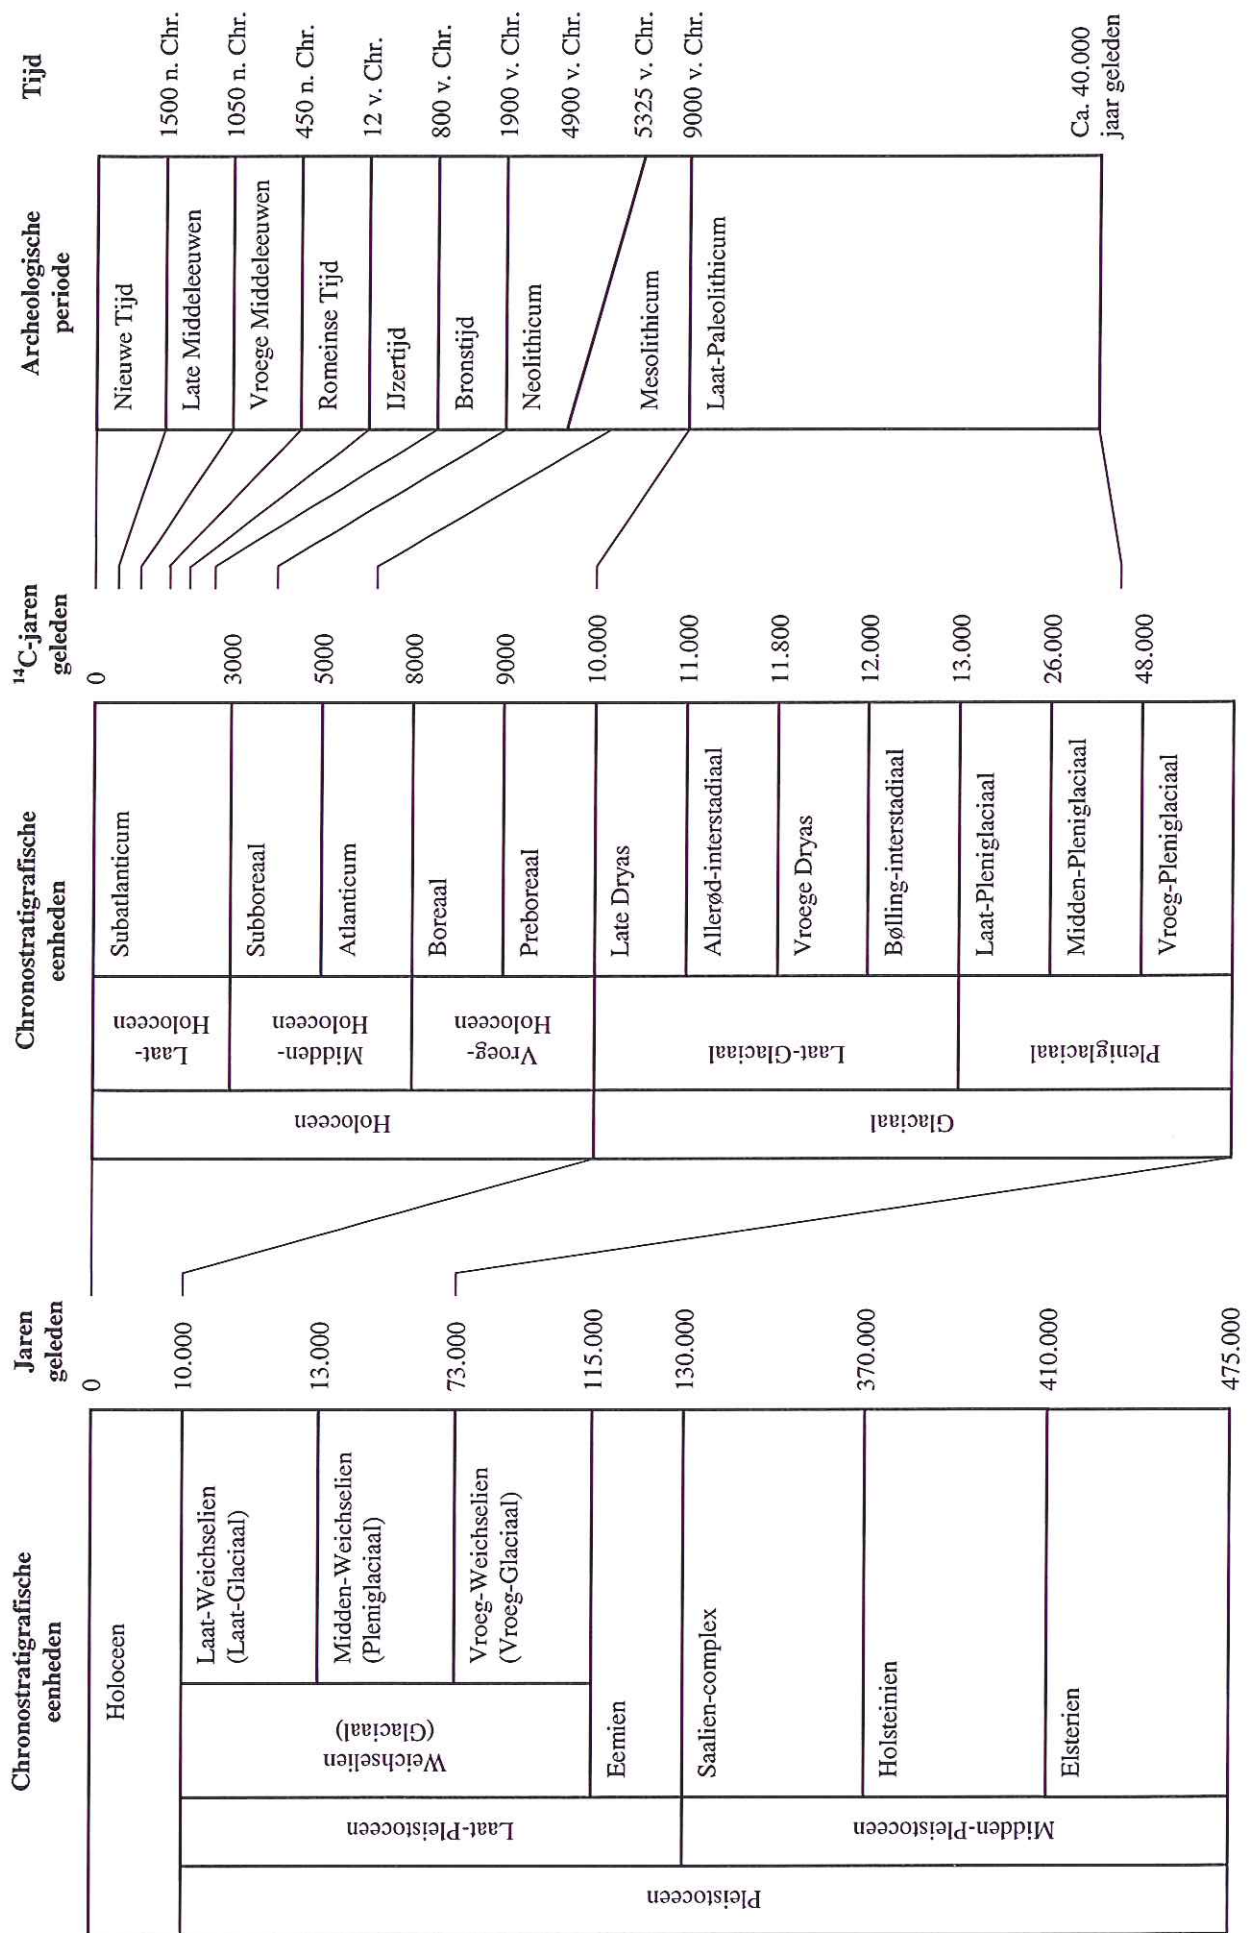 Chronostratigrafische
eenheden
Jaren
geleden
Holoceen
0
Pleistoceen
Laat-Pleistoceen
Weichselien
(Glaciaal)
10.000
Laat-Weichselien
(Laat-Glaciaal)
13.000
Midden-Weichselien
(Pleniglaciaal)
73.000
Vroeg-Weichselien
(Vroeg-Glaciaal)
115.000
Eemien
130.000
Midden-Pleistoceen
Saalien-complex
370.000
Holsteinien
410.000
Elsterien
475.000
Chronostratigrafische
eenheden
¹⁴C-jaren
geleden
0
Holoceen
Laat-
Holoceen
Subatlanticum
3000
Midden-
Holoceen
Subboreaal
5000
Atlanticum
8000
Vroeg-
Holoceen
Boreaal
9000
Preboreaal
10.000
Glaciaal
Laat-Glaciaal
Late Dryas
11.000
Allerød-interstadiaal
11.800
Vroege Dryas
12.000
Bølling-interstadiaal
13.000
Pleniglaciaal
Laat-Pleniglaciaal
26.000
Midden-Pleniglaciaal
48.000
Vroeg-Pleniglaciaal
Archeologische
periode
Tijd
Nieuwe Tijd
1500 n. Chr.
Late Middeleeuwen
1050 n. Chr.
Vroege Middeleeuwen
450 n. Chr.
Romeinse Tijd
12 v. Chr.
IJzertijd
800 v. Chr.
Bronstijd
1900 v. Chr.
Neolithicum
4900 v. Chr.
5325 v. Chr.
Mesolithicum
9000 v. Chr.
Laat-Paleolithicum
Ca. 40.000
jaar geleden